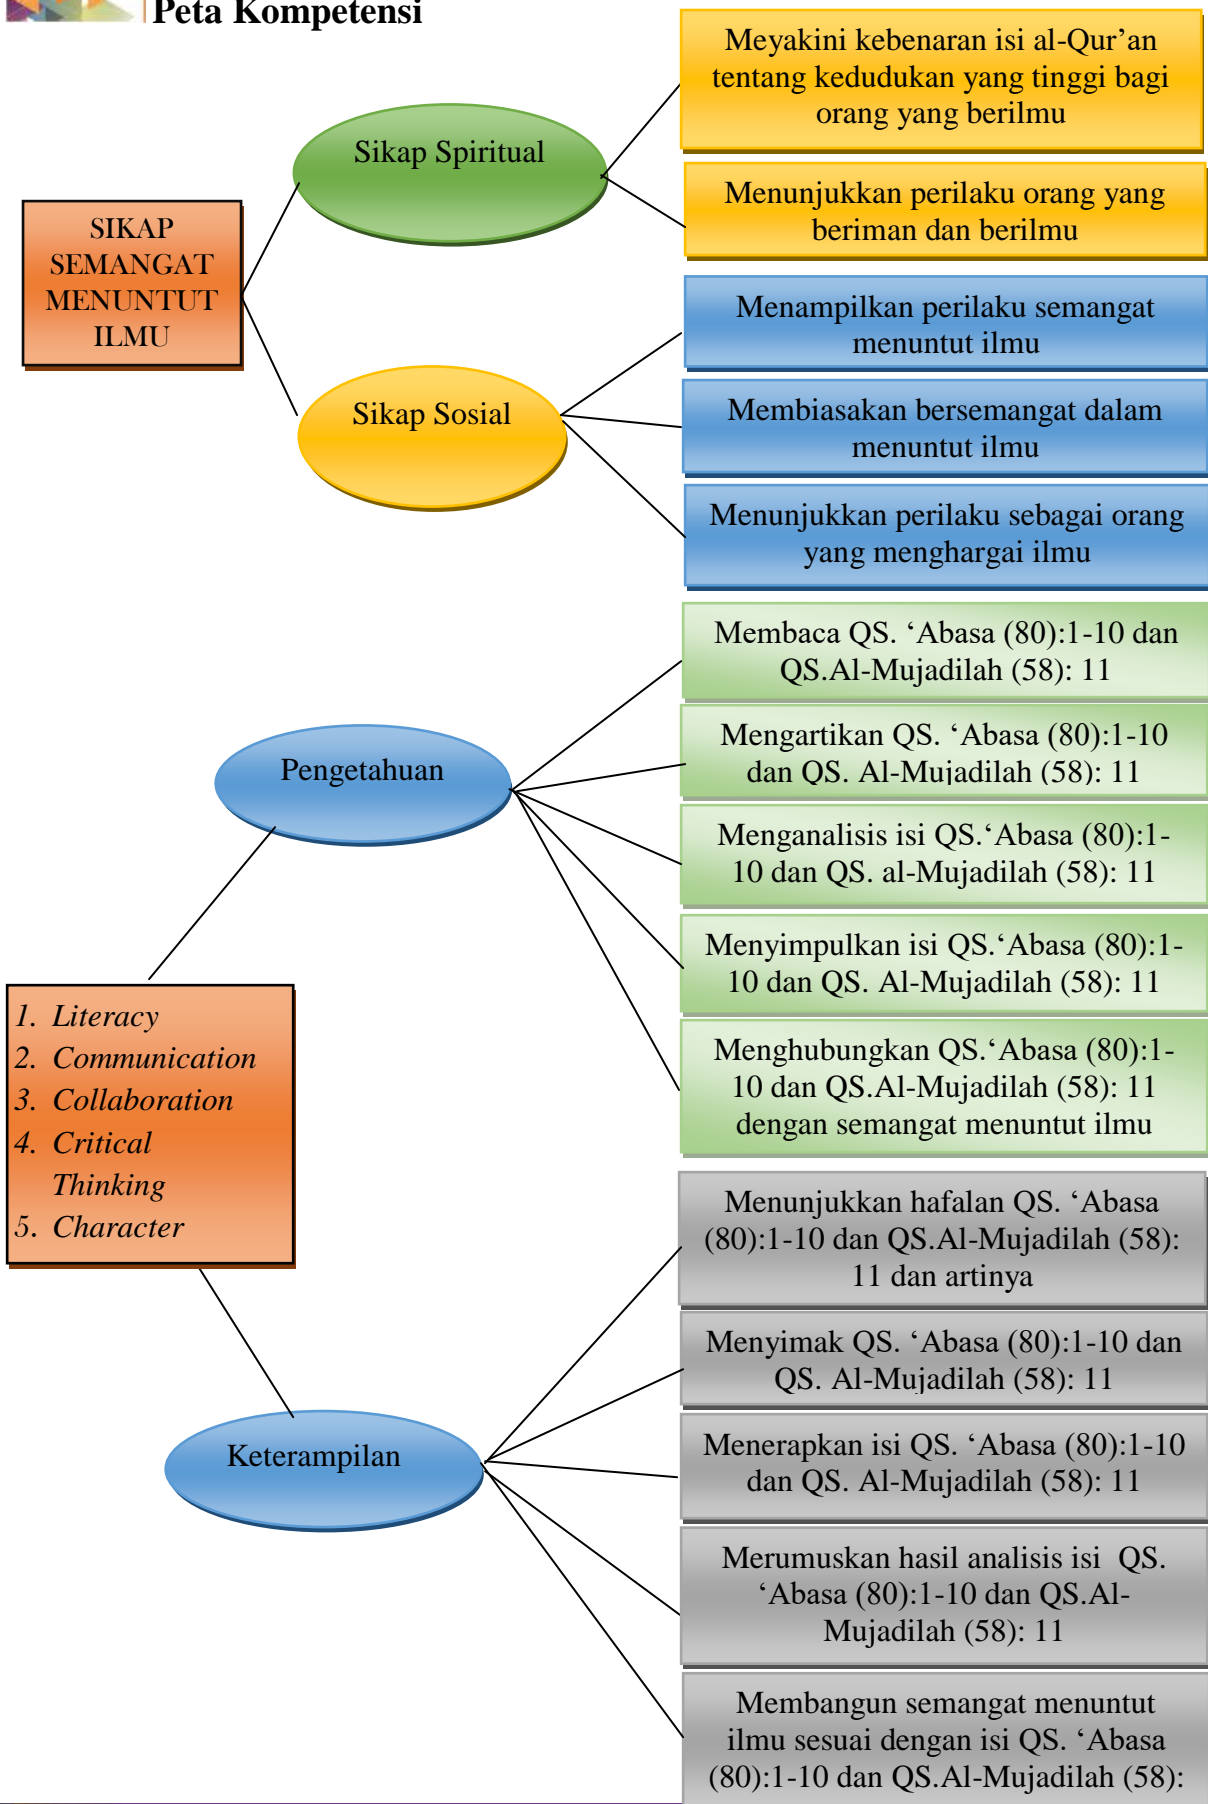 Peta Kompetensi
Meyakini kebenaran isi al-Qur’an
tentang kedudukan yang tinggi bagi
orang yang berilmu
Sikap Spiritual
Menunjukkan perilaku orang yang
beriman dan berilmu
SIKAP
SEMANGAT
MENUNTUT
ILMU
Menampilkan perilaku semangat
menuntut ilmu
Sikap Sosial
Membiasakan bersemangat dalam
menuntut ilmu
Menunjukkan perilaku sebagai orang
yang menghargai ilmu
Membaca QS. ‘Abasa (80):1-10 dan
QS.Al-Mujadilah (58): 11
Pengetahuan
Mengartikan QS. ‘Abasa (80):1-10
dan QS. Al-Mujadilah (58): 11
Menganalisis isi QS.‘Abasa (80):1-
10 dan QS. al-Mujadilah (58): 11
Menyimpulkan isi QS.‘Abasa (80):1-
10 dan QS. Al-Mujadilah (58): 11
Menghubungkan QS.‘Abasa (80):1-
10 dan QS.Al-Mujadilah (58): 11
dengan semangat menuntut ilmu
1. Literacy
2. Communication
3. Collaboration
4. Critical
Thinking
5. Character
Menunjukkan hafalan QS. ‘Abasa
(80):1-10 dan QS.Al-Mujadilah (58):
11 dan artinya
Menyimak QS. ‘Abasa (80):1-10 dan
QS. Al-Mujadilah (58): 11
Keterampilan
Menerapkan isi QS. ‘Abasa (80):1-10
dan QS. Al-Mujadilah (58): 11
Merumuskan hasil analisis isi  QS.
‘Abasa (80):1-10 dan QS.Al-
Mujadilah (58): 11
Membangun semangat menuntut
ilmu sesuai dengan isi QS. ‘Abasa
(80):1-10 dan QS.Al-Mujadilah (58):